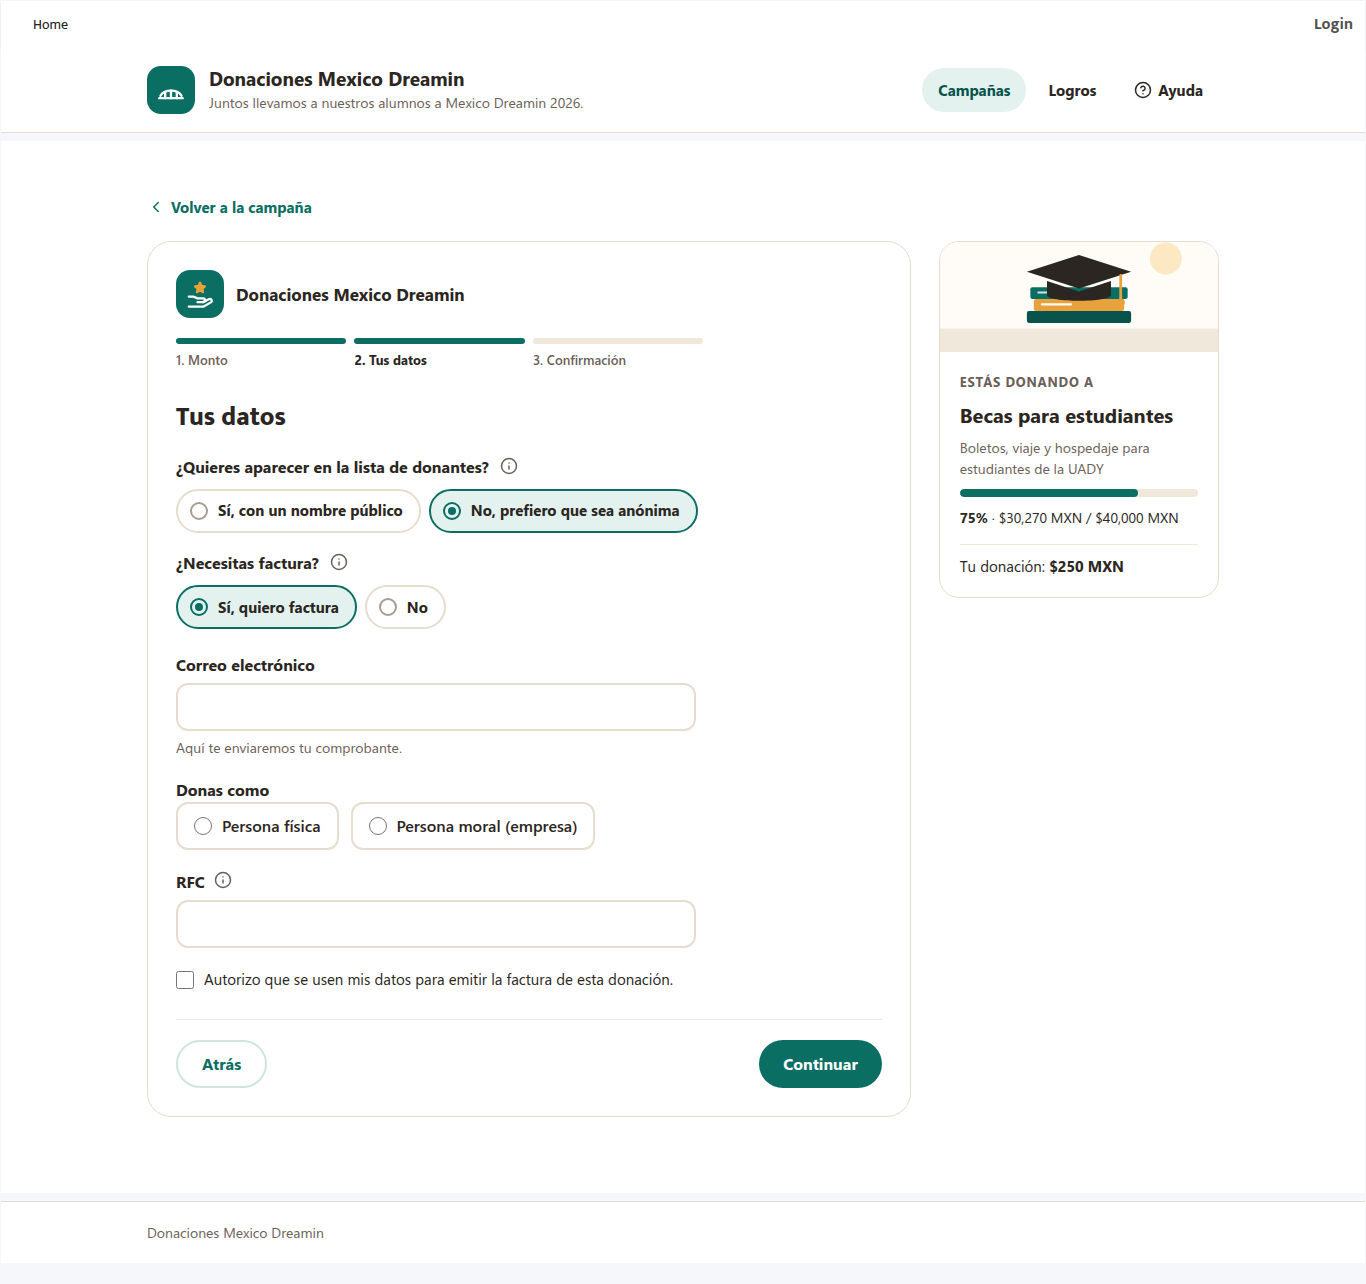 Home
Login
Donaciones Mexico Dreamin
Juntos llevamos a nuestros alumnos a Mexico Dreamin 2026.
Campañas
Logros
Ayuda
Volver a la campaña
Donaciones Mexico Dreamin
1. Monto
2. Tus datos
3. Confirmación
Tus datos
¿Quieres aparecer en la lista de donantes?
Sí, con un nombre público
No, prefiero que sea anónima
¿Necesitas factura?
Sí, quiero factura
No
Correo electrónico
Aquí te enviaremos tu comprobante.
Donas como
Persona física
Persona moral (empresa)
RFC
Autorizo que se usen mis datos para emitir la factura de esta donación.
Atrás
Continuar
ESTÁS DONANDO A
Becas para estudiantes
Boletos, viaje y hospedaje para
estudiantes de la UADY
75% · $30,270 MXN / $40,000 MXN
Tu donación: $250 MXN
Donaciones Mexico Dreamin